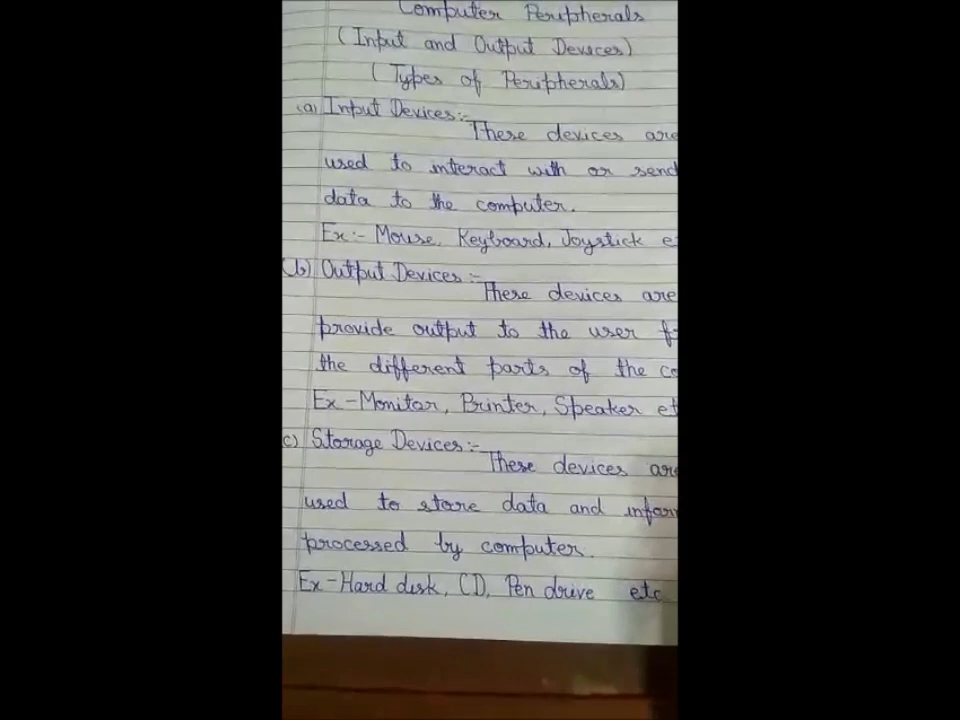 Computer Peripherals
(Input and Output Devices)
(Types of Peripherals)
(a) Input Devices:-
These devices are
used to interact with or send
data to the computer.
Ex:- Mouse, Keyboard, Joystick
(b) Output Devices:-
These devices are
provide output to the user
the different parts of the
Ex-Monitor, Printer, Speaker
c) Storage Devices:-
These devices are
used to store data and
processed by computer.
Ex-Hard disk, CD, Pen drive etc